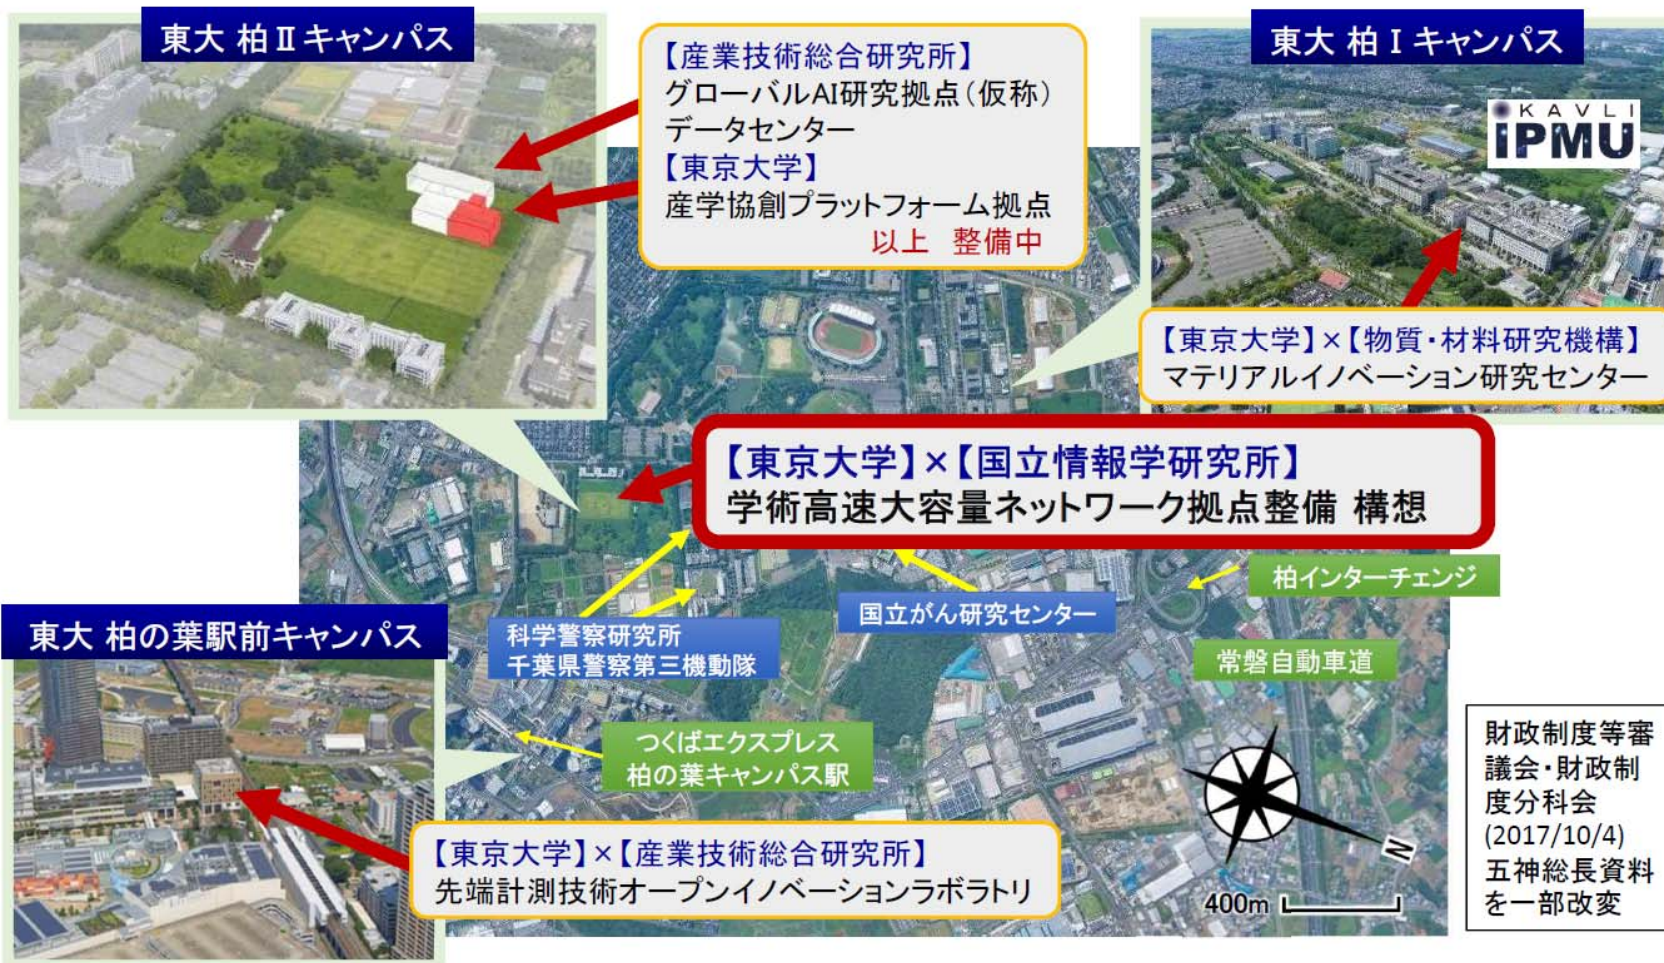 東大 柏Ⅱキャンパス
【産業技術総合研究所】
グローバルAI研究拠点(仮称)
データセンター
【東京大学】
産学協創プラットフォーム拠点
以上 整備中
東大 柏Ⅰキャンパス
KAVLI
IPMU
【東京大学】×【物質・材料研究機構】
マテリアルイノベーション研究センター
【東京大学】×【国立情報学研究所】
学術高速大容量ネットワーク拠点整備 構想
柏インターチェンジ
国立がん研究センター
科学警察研究所
千葉県警察第三機動隊
常磐自動車道
東大 柏の葉駅前キャンパス
つくばエクスプレス
柏の葉キャンパス駅
【東京大学】×【産業技術総合研究所】
先端計測技術オープンイノベーションラボラトリ
N
400m
財政制度等審
議会・財政制
度分科会
(2017/10/4)
五神総長資料
を一部改変